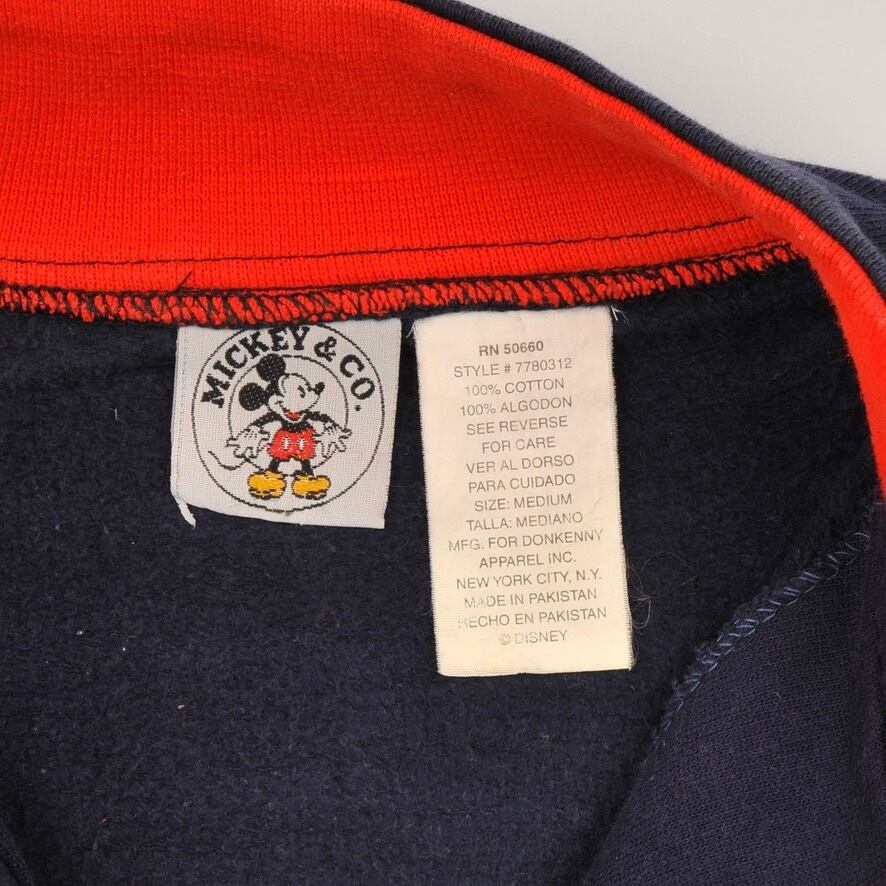 MICKEY & CO.
RN 50660
STYLE # 7780312
100% COTTON
100% ALGODON
SEE REVERSE
FOR CARE
VER AL DORSO
PARA CUIDADO
SIZE: MEDIUM
TALLA: MEDIANO
MFG. FOR DONKENNY
APPAREL INC.
NEW YORK CITY, N.Y.
MADE IN PAKISTAN
HECHO EN PAKISTAN
© DISNEY